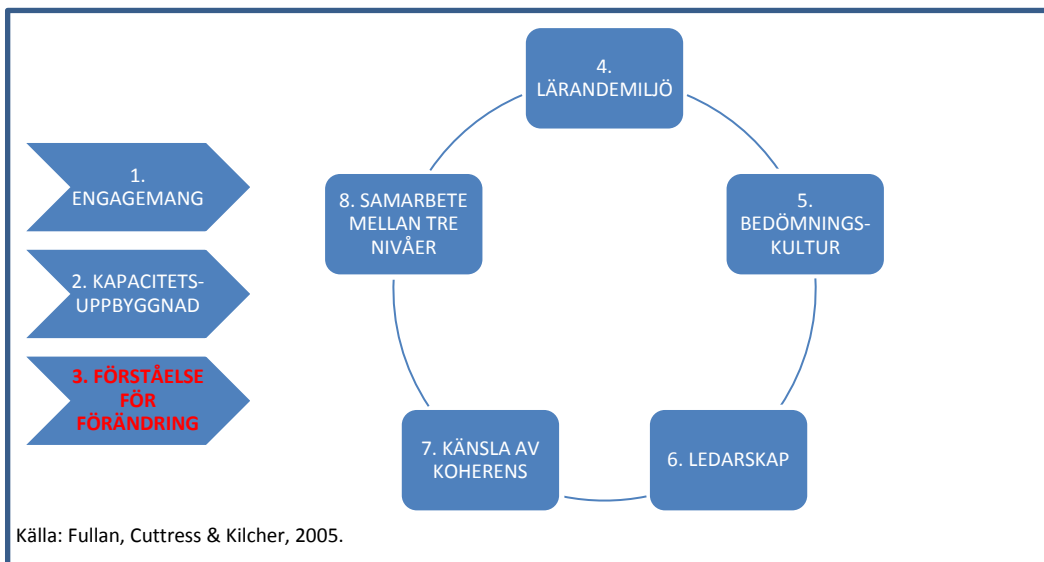 1.
ENGAGEMANG
2. KAPACITETS-
UPPBYGGNAD
3. FÖRSTÅELSE
FÖR
FÖRÄNDRING
4.
LÄRANDEMILJÖ
5.
BEDÖMNINGS-
KULTUR
6. LEDARSKAP
7. KÄNSLA AV
KOHERENS
8. SAMARBETE
MELLAN TRE
NIVÅER
Källa: Fullan, Cuttress & Kilcher, 2005.